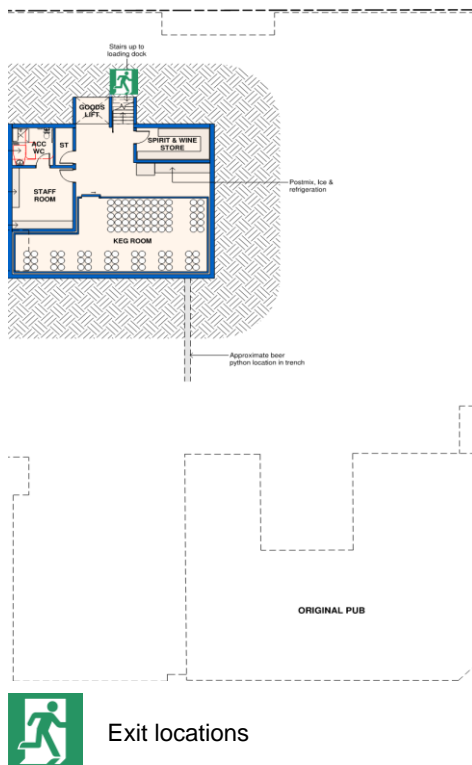 Stairs up to
loading dock
GOODS
LIFT
ACC
WC
ST
SPIRIT & WINE
STORE
Postmix, Ice &
refrigeration
STAFF
ROOM
KEG ROOM
Approximate beer
python location in trench
ORIGINAL PUB
Exit locations